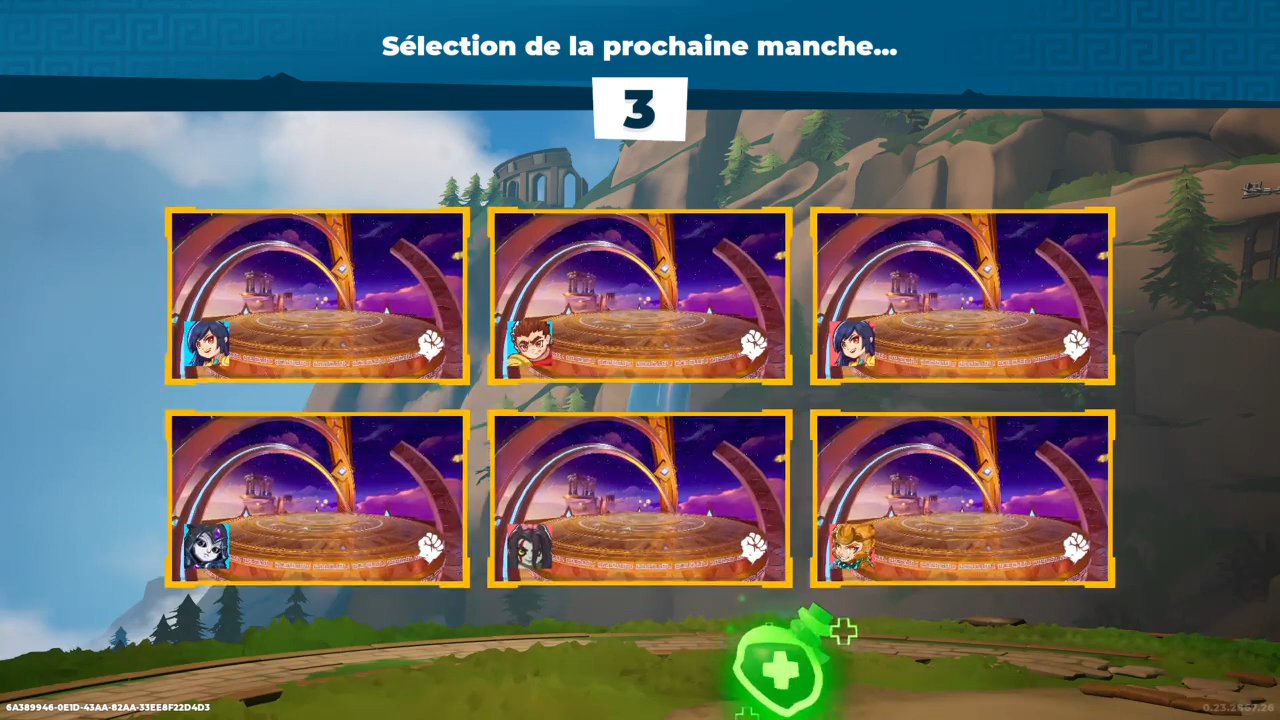 Sélection de la prochaine manche...
3
6A389946-0E1D-43AA-82AA-33EE8F22D4D3